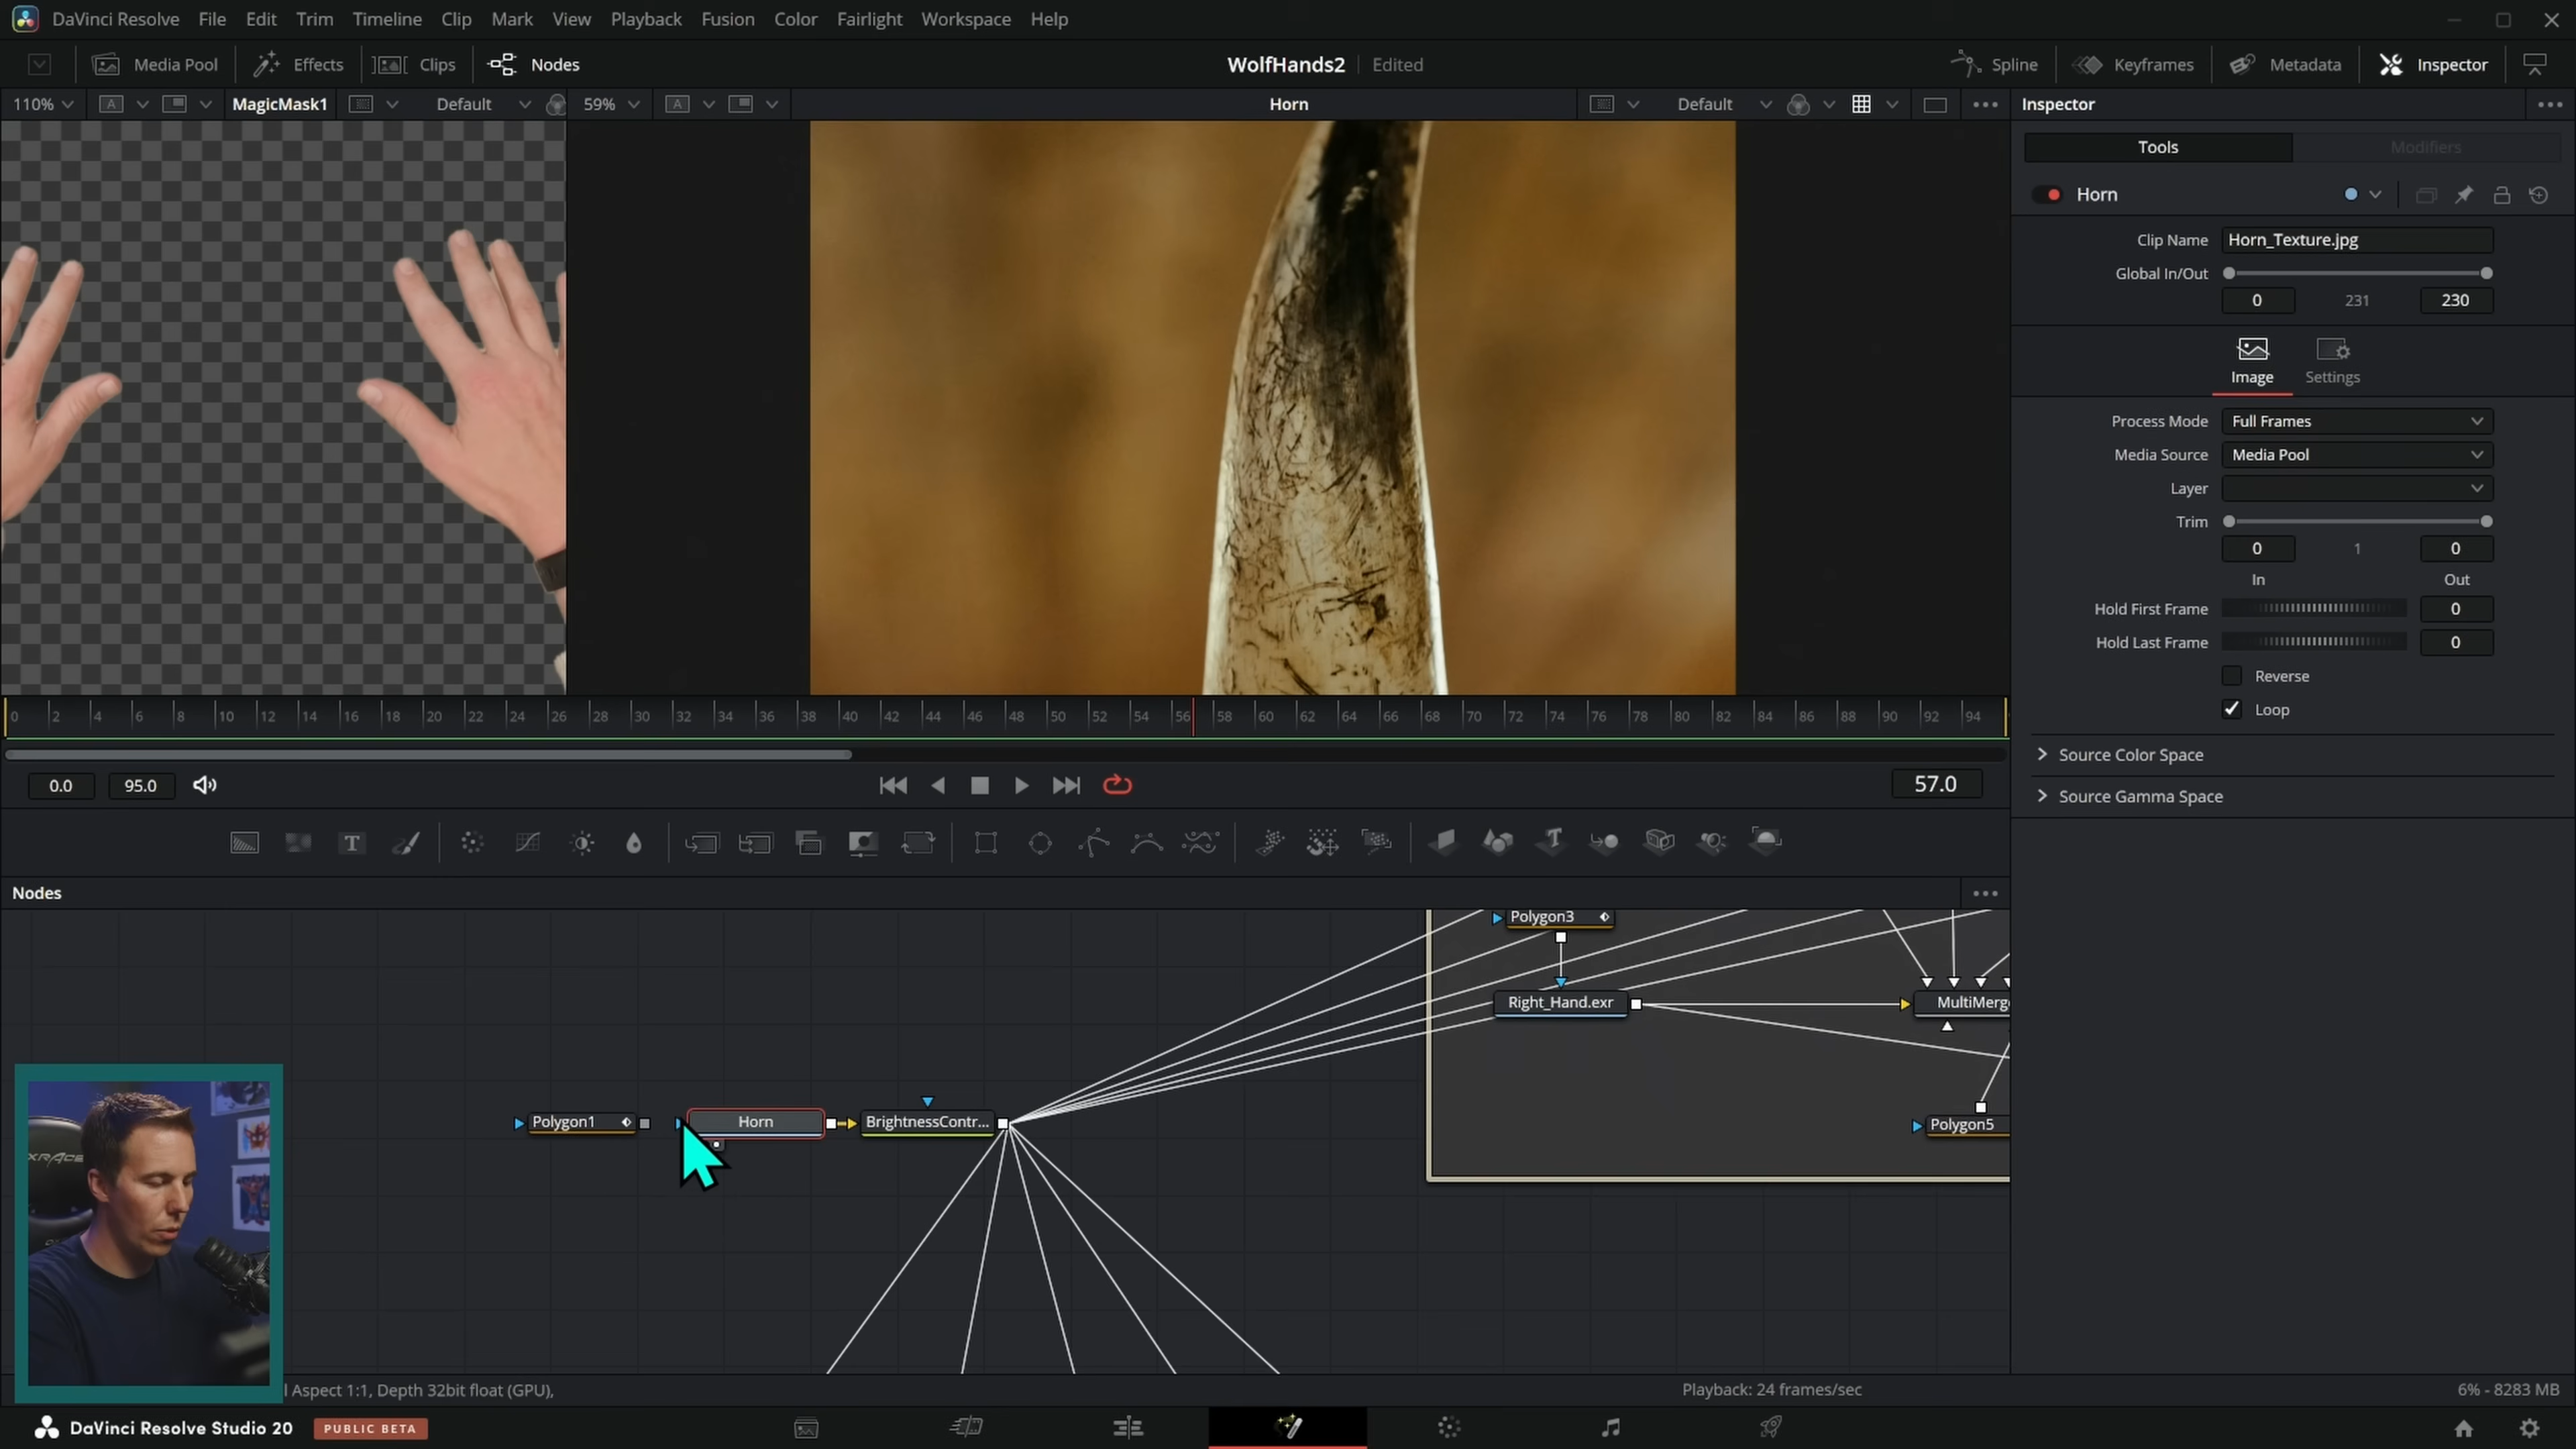 DaVinci Resolve File Edit Trim Timeline Clip Mark View Playback Fusion Color Fairlight Workspace Help
Media Pool Effects Clips Nodes WolfHands2 Edited Spline Keyframes Metadata Inspector
110% A MagicMask1 Default 59% A Horn Default Inspector
Tools Modifiers
Horn
Clip Name Horn_Texture.jpg
Global In/Out
0 231 230
Image Settings
Process Mode Full Frames
Media Source Media Pool
Layer
Trim
0 1 0
In Out
Hold First Frame 0
Hold Last Frame 0
Reverse
Loop
Source Color Space
Source Gamma Space
0 2 4 6 8 10 12 14 16 18 20 22 24 26 28 30 32 34 36 38 40 42 44 46 48 50 52 54 56 58 60 62 64 66 68 70 72 74 76 78 80 82 84 86 88 90 92 94
0.0 95.0 57.0
T T
Nodes
Polygon3
Right_Hand.exr MultiMerg
Polygon1 Horn BrightnessContr... Polygon5
XRACE
l Aspect 1:1, Depth 32bit float (GPU), Playback: 24 frames/sec 6% - 8283 MB
DaVinci Resolve Studio 20 PUBLIC BETA